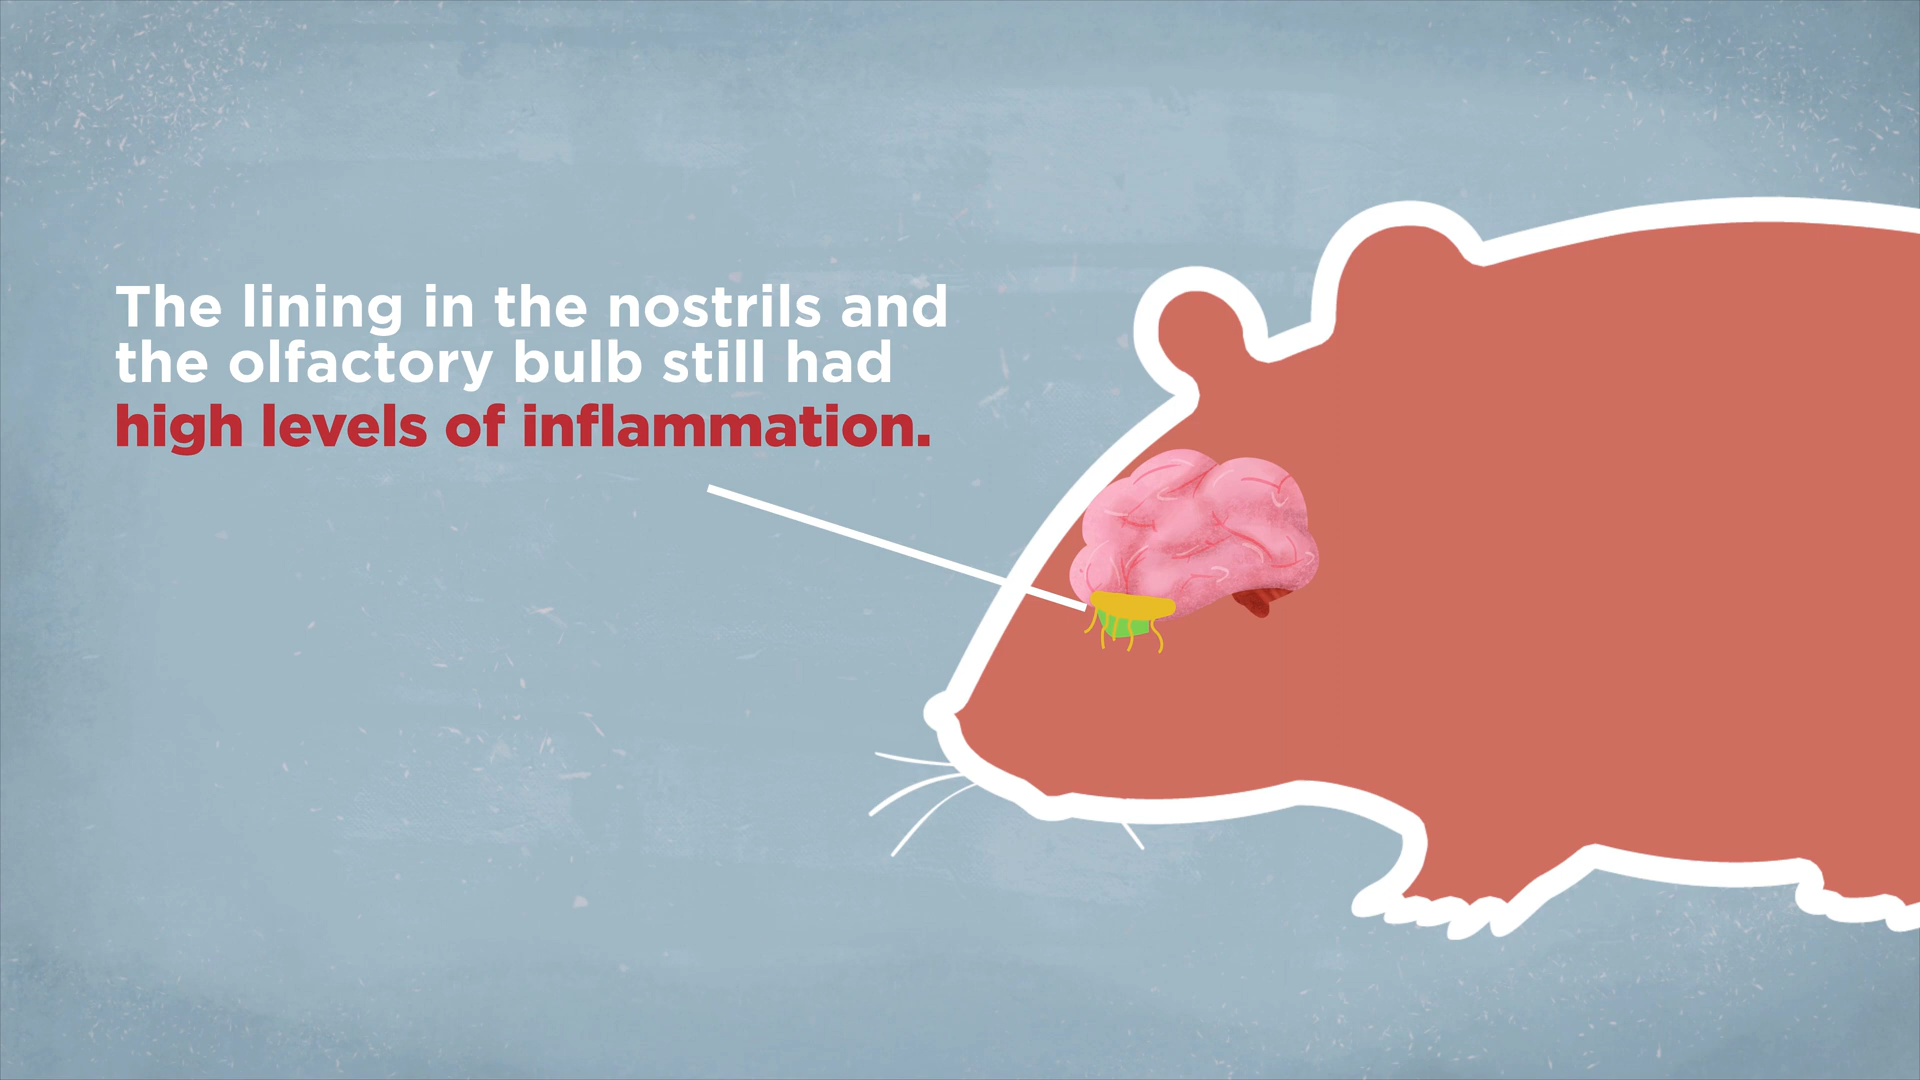 The lining in the nostrils and
the olfactory bulb still had
high levels of inflammation.